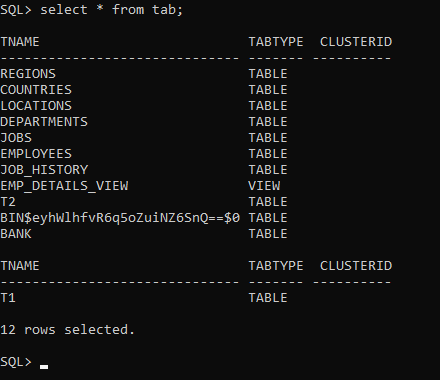 SQL> select * from tab;
TNAME TABTYPE CLUSTERID
------------------------------ ------- ----------
REGIONS TABLE
COUNTRIES TABLE
LOCATIONS TABLE
DEPARTMENTS TABLE
JOBS TABLE
EMPLOYEES TABLE
JOB_HISTORY TABLE
EMP_DETAILS_VIEW VIEW
T2 TABLE
BIN$eyhWlhfvR6q5oZuiNZ6SnQ==$0 TABLE
BANK TABLE
TNAME TABTYPE CLUSTERID
------------------------------ ------- ----------
T1 TABLE
12 rows selected.
SQL>